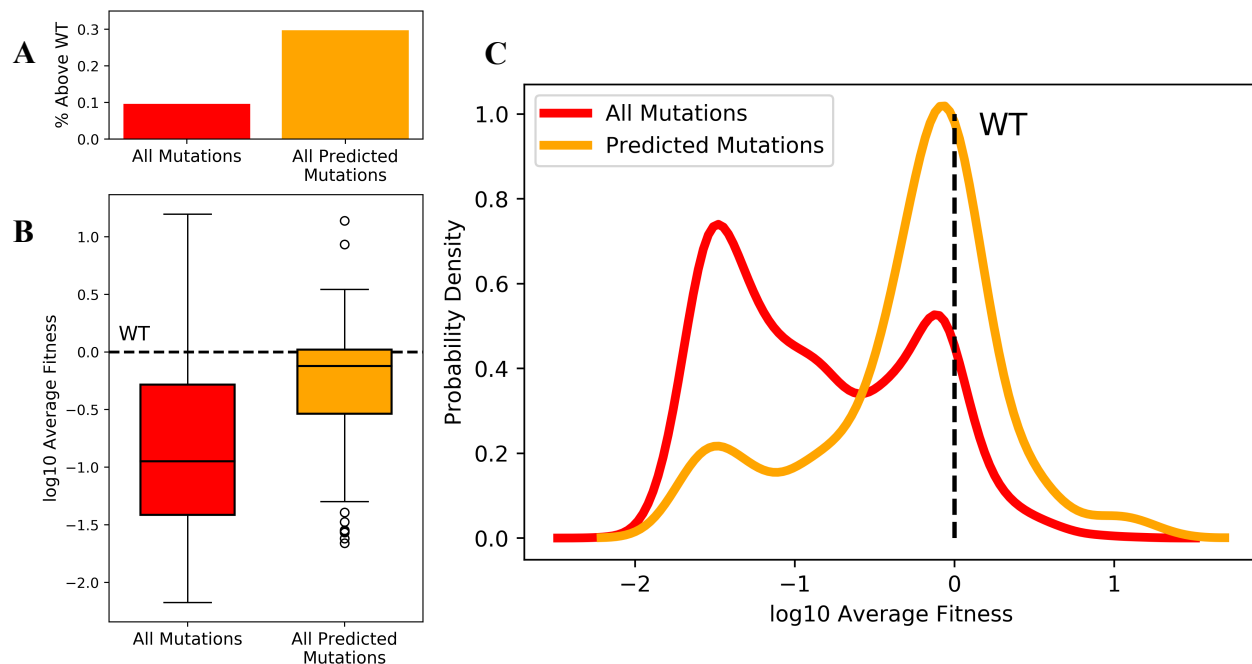 A
% Above WT
0.3
0.2
0.1
0.0
All Mutations
All Predicted
Mutations
B
log10 Average Fitness
1.0
0.5
0.0
−0.5
−1.0
−1.5
−2.0
WT
All Mutations
All Predicted
Mutations
C
All Mutations
Predicted Mutations
WT
Probability Density
1.0
0.8
0.6
0.4
0.2
0.0
−2
−1
0
1
log10 Average Fitness